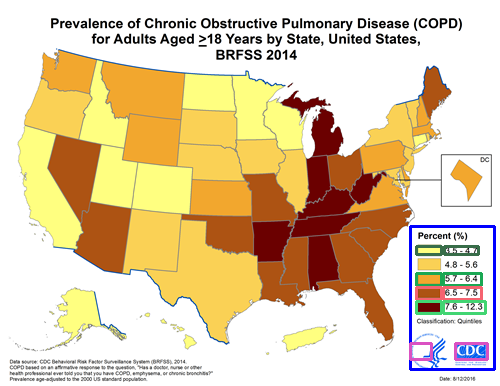 Prevalence of Chronic Obstructive Pulmonary Disease (COPD)
for Adults Aged >18 Years by State, United States,
BRFSS 2014
DC
Percent (%)
4.5 - 4.7
4.8 - 5.6
5.7 - 6.4
6.5 - 7.5
7.6 - 12.3
Classification: Quintiles
CDC
Data source: CDC Behavioral Risk Factor Surveillance System (BRFSS), 2014.
COPD based on an affirmative response to the question, "Has a doctor, nurse or other
health professional ever told you that you have COPD, emphysema, or chronic bronchitis?"
Prevalence age-adjusted to the 2000 US standard population.
Date: 8/12/2016